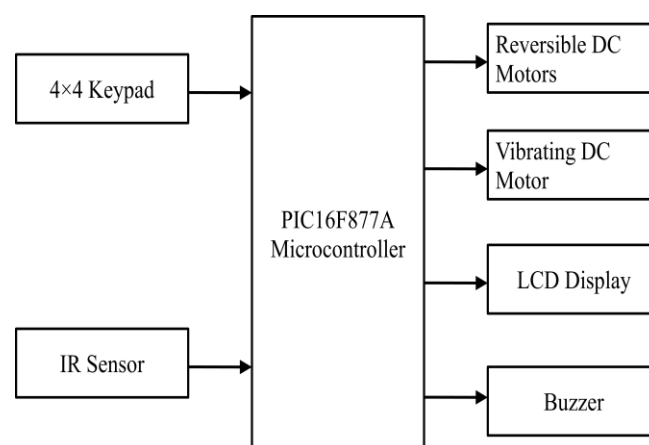 4×4 Keypad
IR Sensor
PIC16F877A
Microcontroller
Reversible DC
Motors
Vibrating DC
Motor
LCD Display
Buzzer